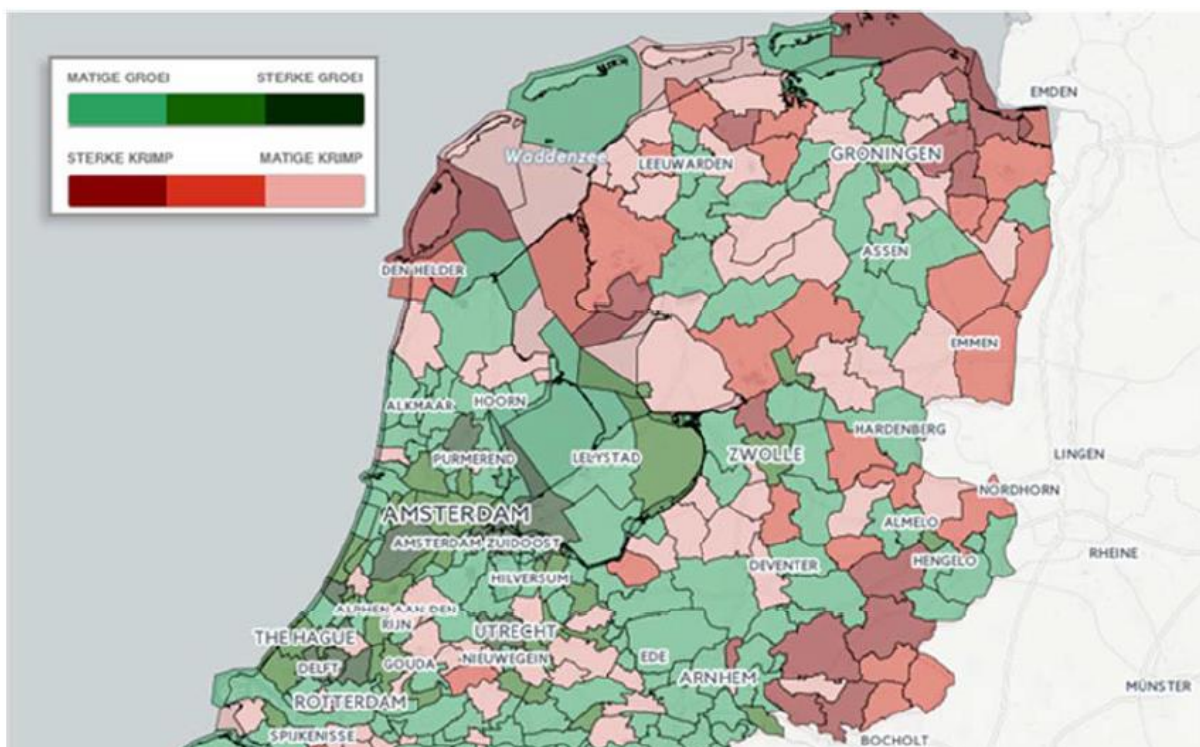 MATIGE GROEI STERKE GROEI
STERKE KRIMP MATIGE KRIMP
EMDEN
Waddenzee
LEEUWARDEN
GRONINGEN
ASSEN
DEN HELDER
EMMEN
ALKMAAR
HOORN
HARDENBERG
PURMEREND
LELYSTAD
ZWOLLE
LINGEN
NORDHORN
AMSTERDAM
ALMELO
AMSTERDAM ZUIDOOST
RHEINE
HENGELO
HILVERSUM
DEVENTER
ALPHEN AAN DEN
RIJN
THE HAGUE
UTRECHT
DELFT
GOUDA
NIEUWEGEIN
EDE
ARNHEM
MÜNSTER
ROTTERDAM
SPIJKENISSE
BOCHOLT